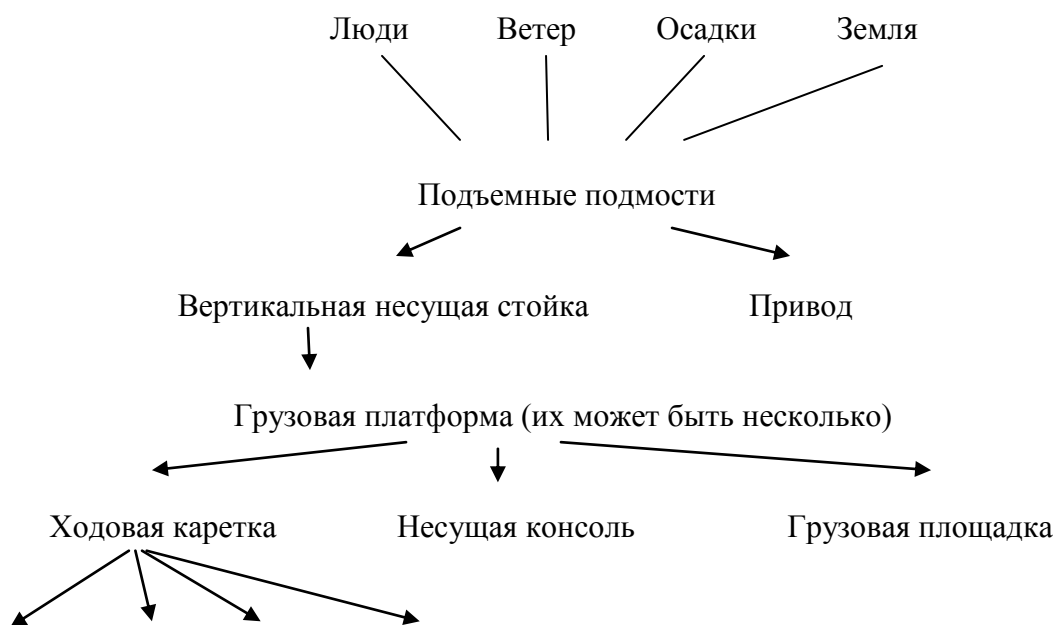 Люди Ветер Осадки Земля
Подъемные подмости
Вертикальная несущая стойка Привод
Грузовая платформа (их может быть несколько)
Ходовая каретка Несущая консоль Грузовая площадка